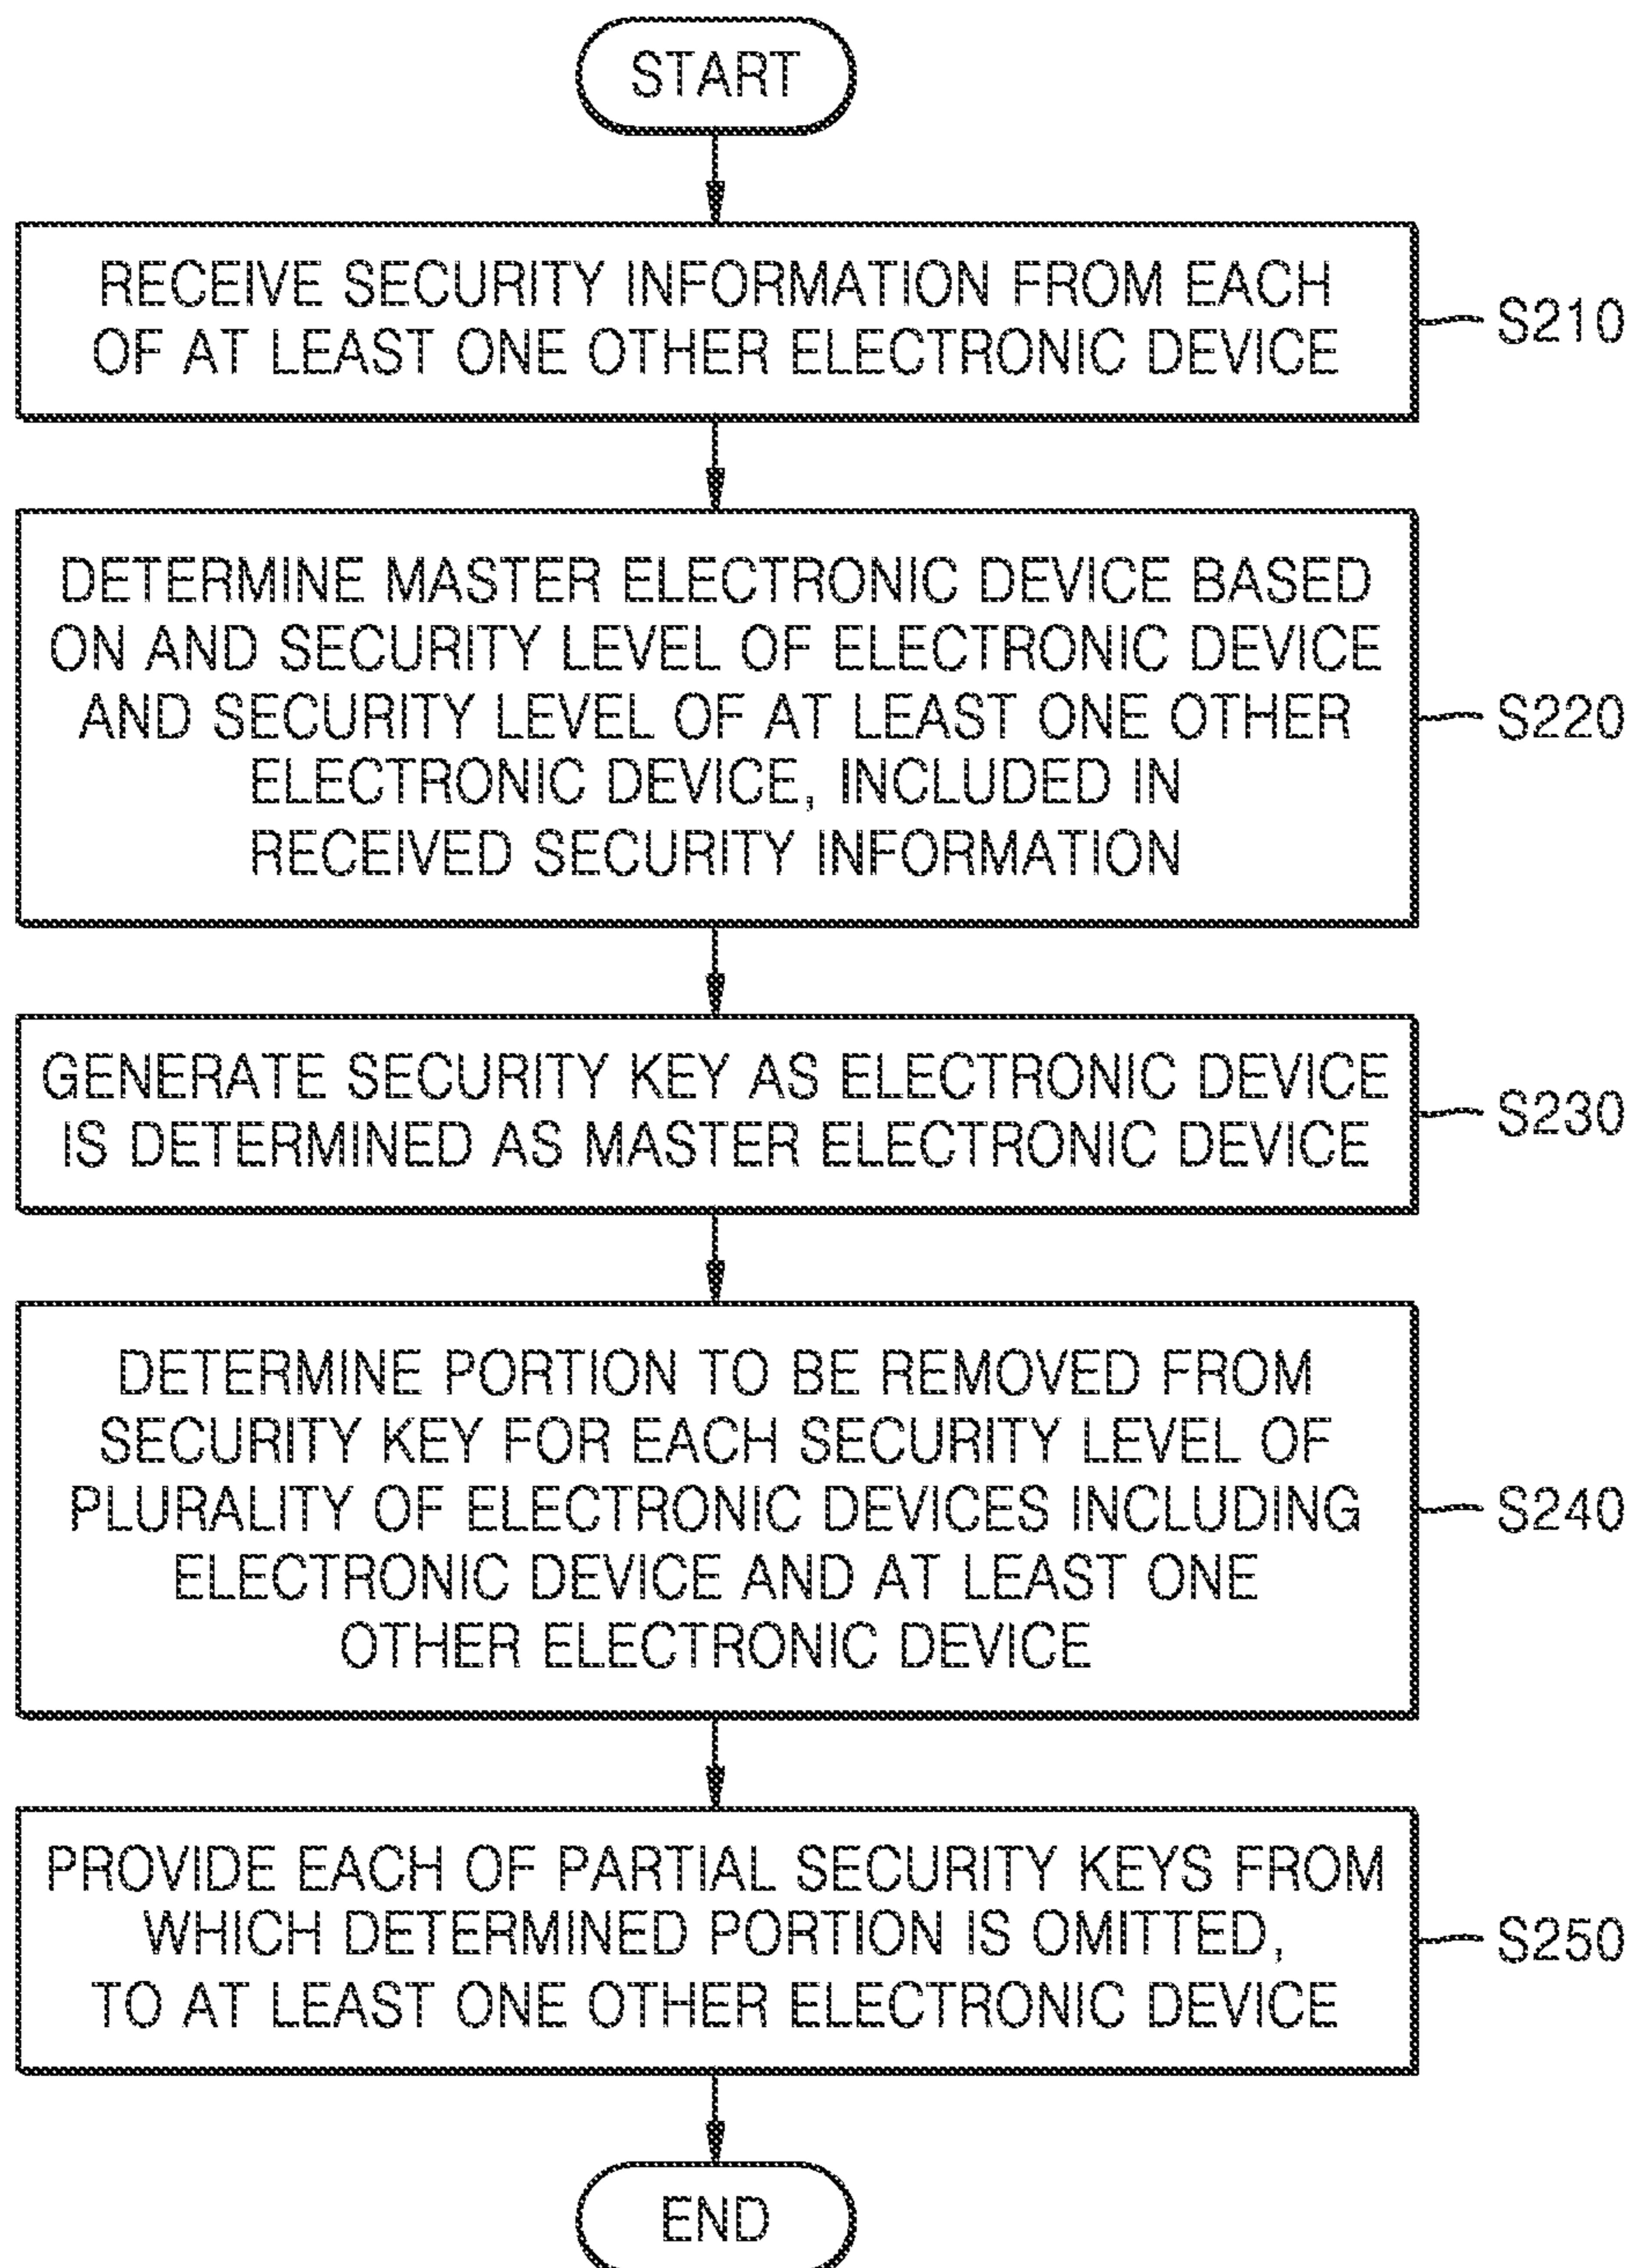 START
RECEIVE SECURITY INFORMATION FROM EACH
OF AT LEAST ONE OTHER ELECTRONIC DEVICE
S210
DETERMINE MASTER ELECTRONIC DEVICE BASED
ON AND SECURITY LEVEL OF ELECTRONIC DEVICE
AND SECURITY LEVEL OF AT LEAST ONE OTHER
ELECTRONIC DEVICE, INCLUDED IN
RECEIVED SECURITY INFORMATION
S220
GENERATE SECURITY KEY AS ELECTRONIC DEVICE
IS DETERMINED AS MASTER ELECTRONIC DEVICE
S230
DETERMINE PORTION TO BE REMOVED FROM
SECURITY KEY FOR EACH SECURITY LEVEL OF
PLURALITY OF ELECTRONIC DEVICES INCLUDING
ELECTRONIC DEVICE AND AT LEAST ONE
OTHER ELECTRONIC DEVICE
S240
PROVIDE EACH OF PARTIAL SECURITY KEYS FROM
WHICH DETERMINED PORTION IS OMITTED,
TO AT LEAST ONE OTHER ELECTRONIC DEVICE
S250
END